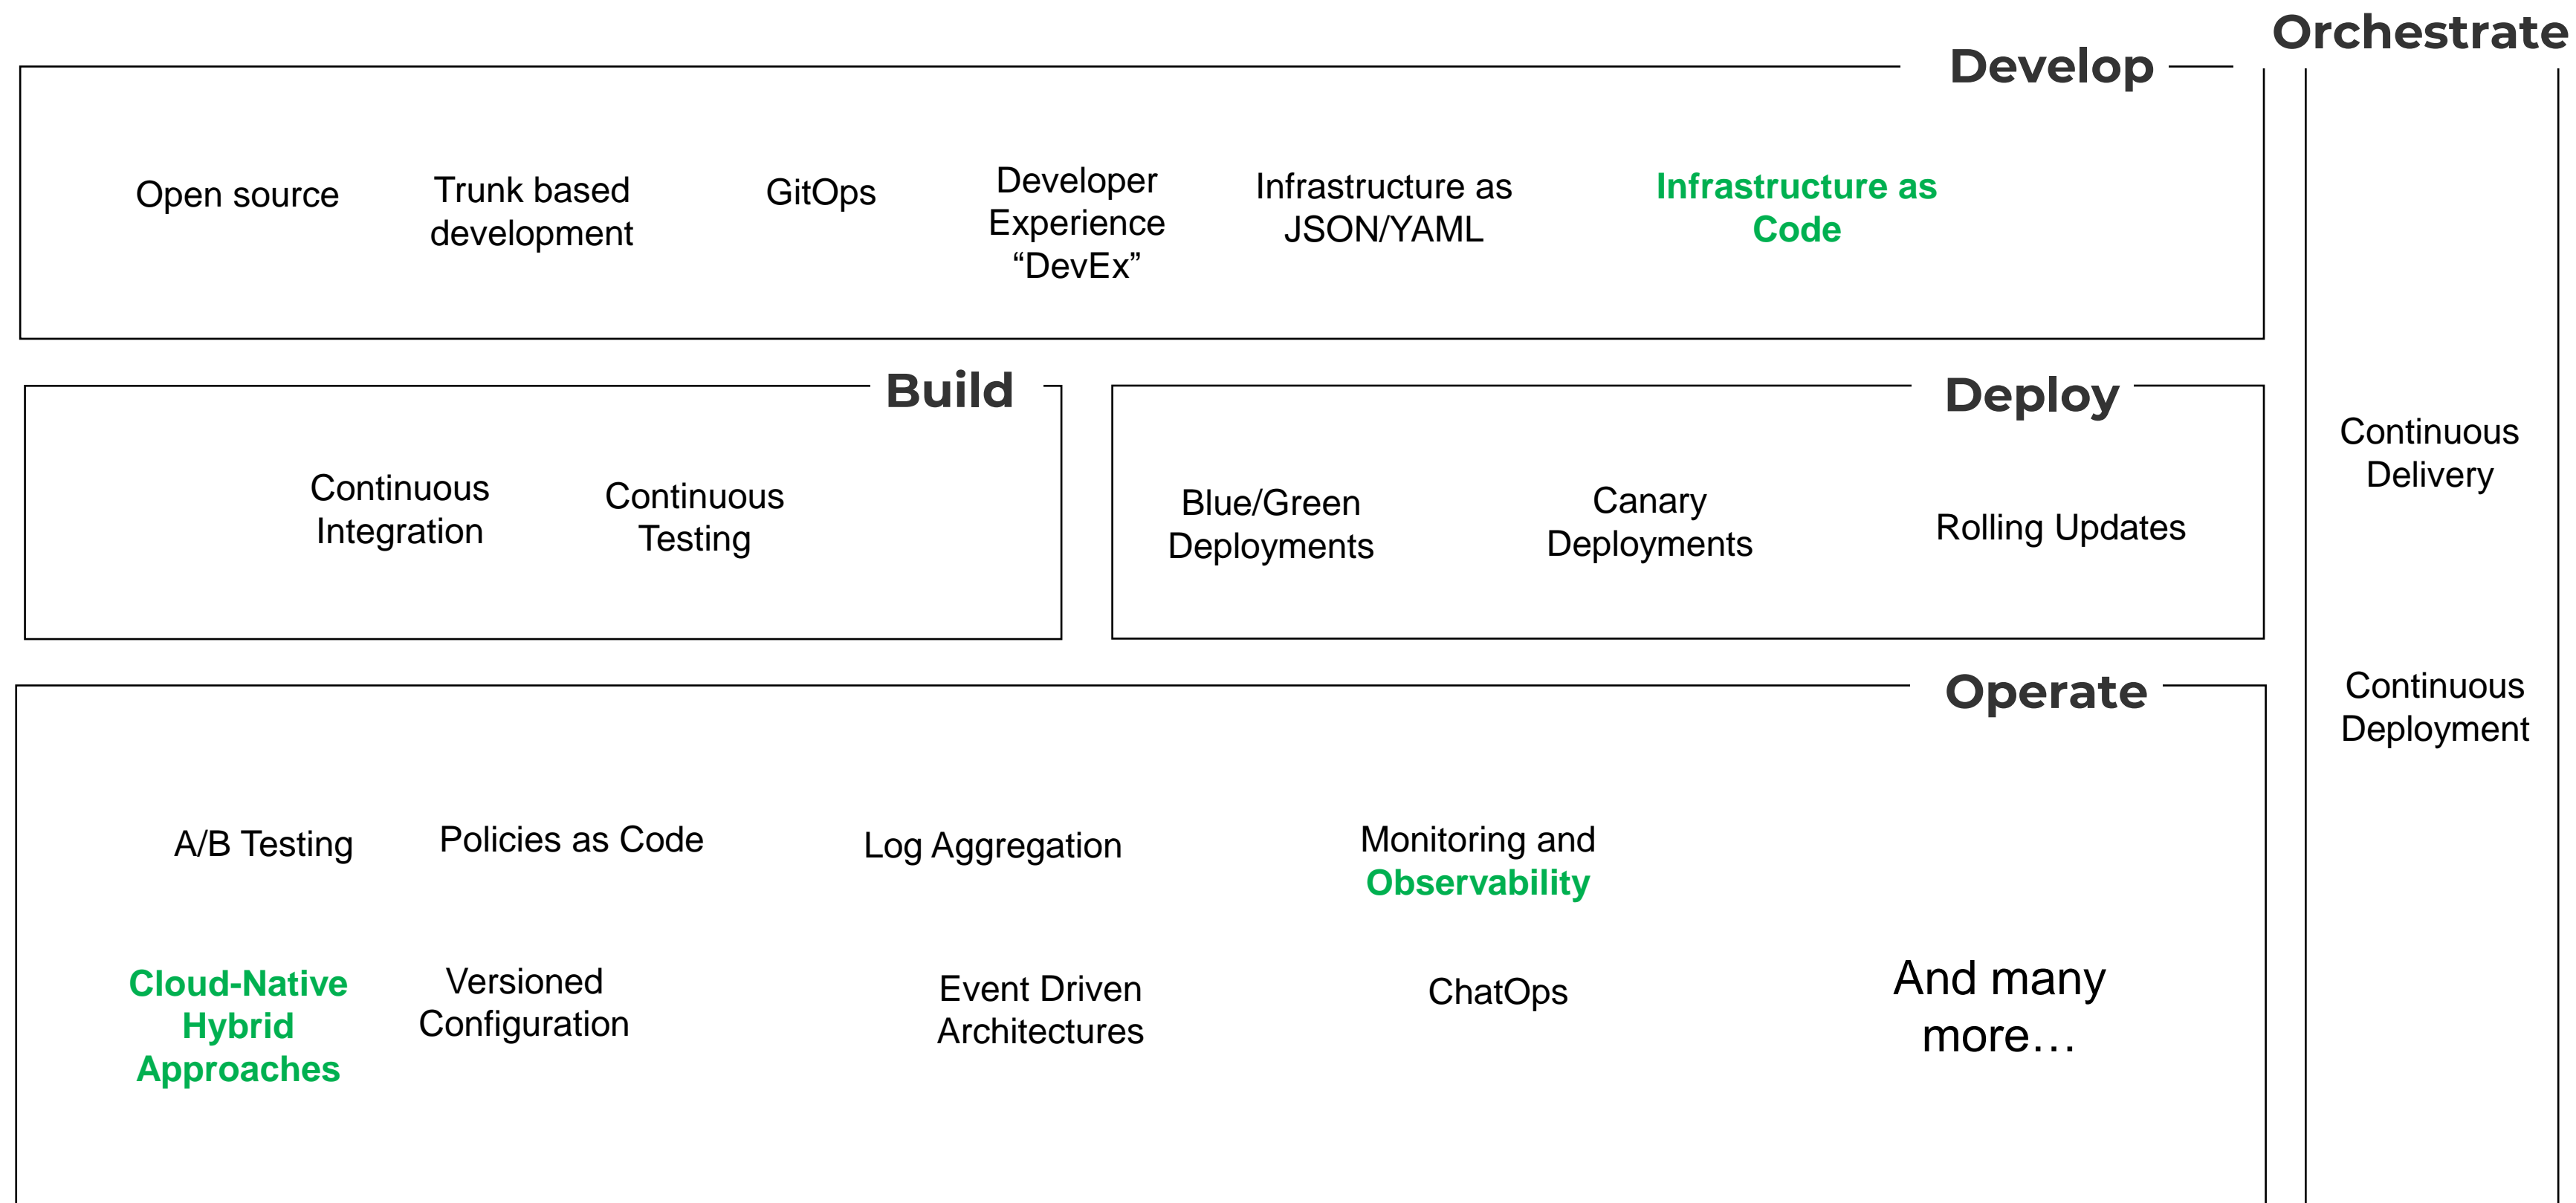 Orchestrate
Develop
Open source
Trunk based
development
GitOps
Developer
Experience
“DevEx”
Infrastructure as
JSON/YAML
Infrastructure as
Code
Build
Continuous
Integration
Continuous
Testing
Deploy
Blue/Green
Deployments
Canary
Deployments
Rolling Updates
Continuous
Delivery
Continuous
Deployment
Operate
A/B Testing
Policies as Code
Log Aggregation
Monitoring and
Observability
Cloud-Native
Hybrid
Approaches
Versioned
Configuration
Event Driven
Architectures
ChatOps
And many
more…